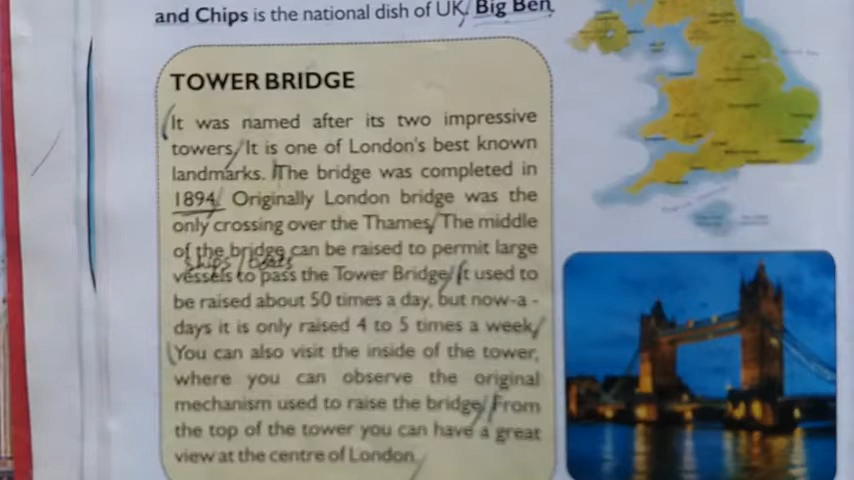 and Chips is the national dish of UK. Big Ben,
TOWER BRIDGE
It was named after its two impressive
towers. It is one of London's best known
landmarks. The bridge was completed in
1894. Originally London bridge was the
only crossing over the Thames. The middle
of the bridge can be raised to permit large
ships / boats
vessels to pass the Tower Bridge. It used to
be raised about 50 times a day, but now-a-
days it is only raised 4 to 5 times a week.
You can also visit the inside of the tower,
where you can observe the original
mechanism used to raise the bridge. From
the top of the tower you can have a great
view at the centre of London